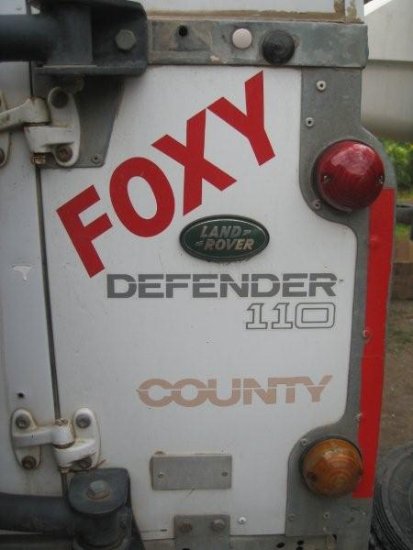 FOXY
LAND
ROVER
DEFENDER
110
COUNTY